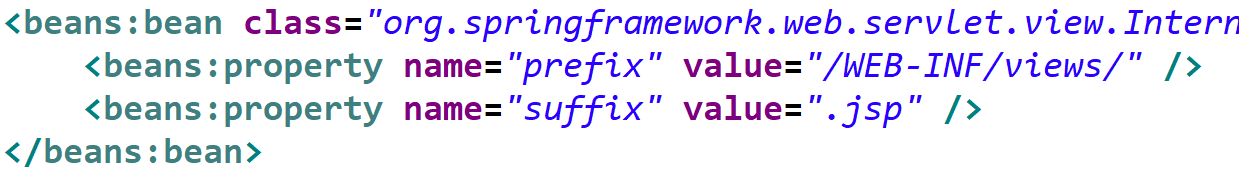 <beans:bean class="org.springframework.web.servlet.view.Intern
<beans:property name="prefix" value="/WEB-INF/views/" />
<beans:property name="suffix" value=".jsp" />
</beans:bean>